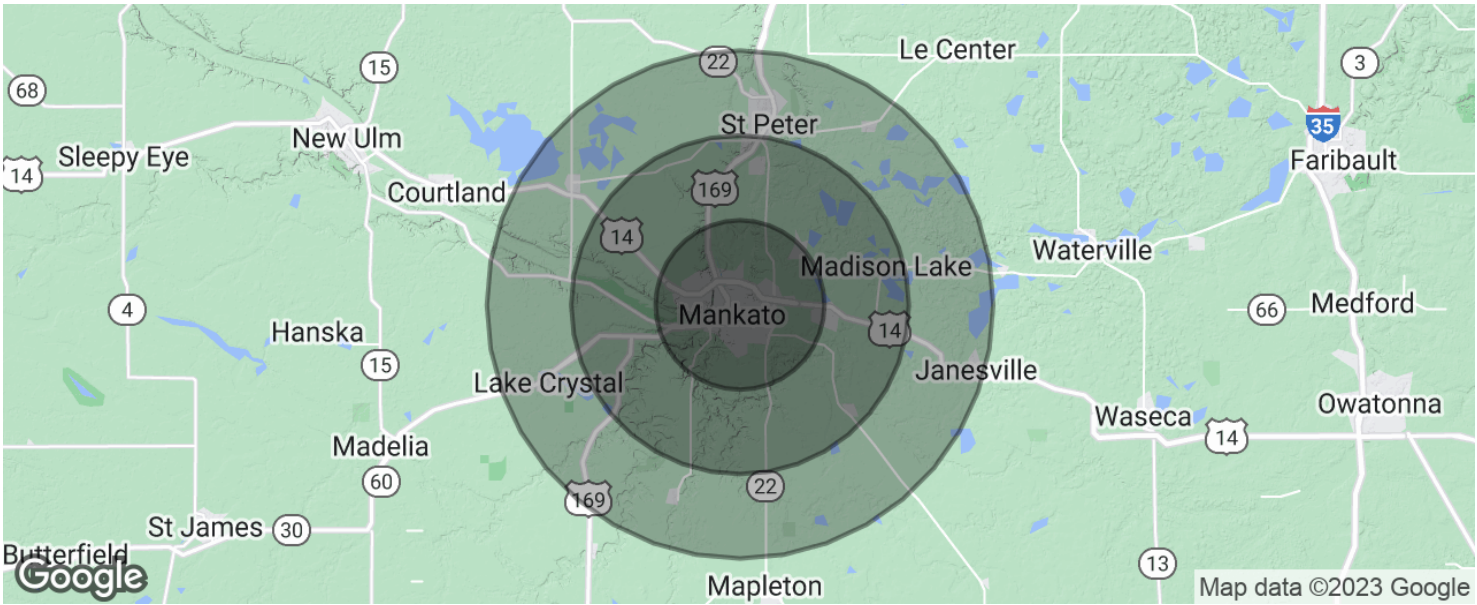 Le Center
22
3
15
68
St Peter
35
New Ulm
Sleepy Eye
Faribault
14
169
Courtland
14
Waterville
Madison Lake
4
66
Medford
Mankato
Hanska
14
15
Janesville
Lake Crystal
Owatonna
Waseca
14
Madelia
60
22
169
St James
30
Butterfield
13
Google
Mapleton
Map data ©2023 Google